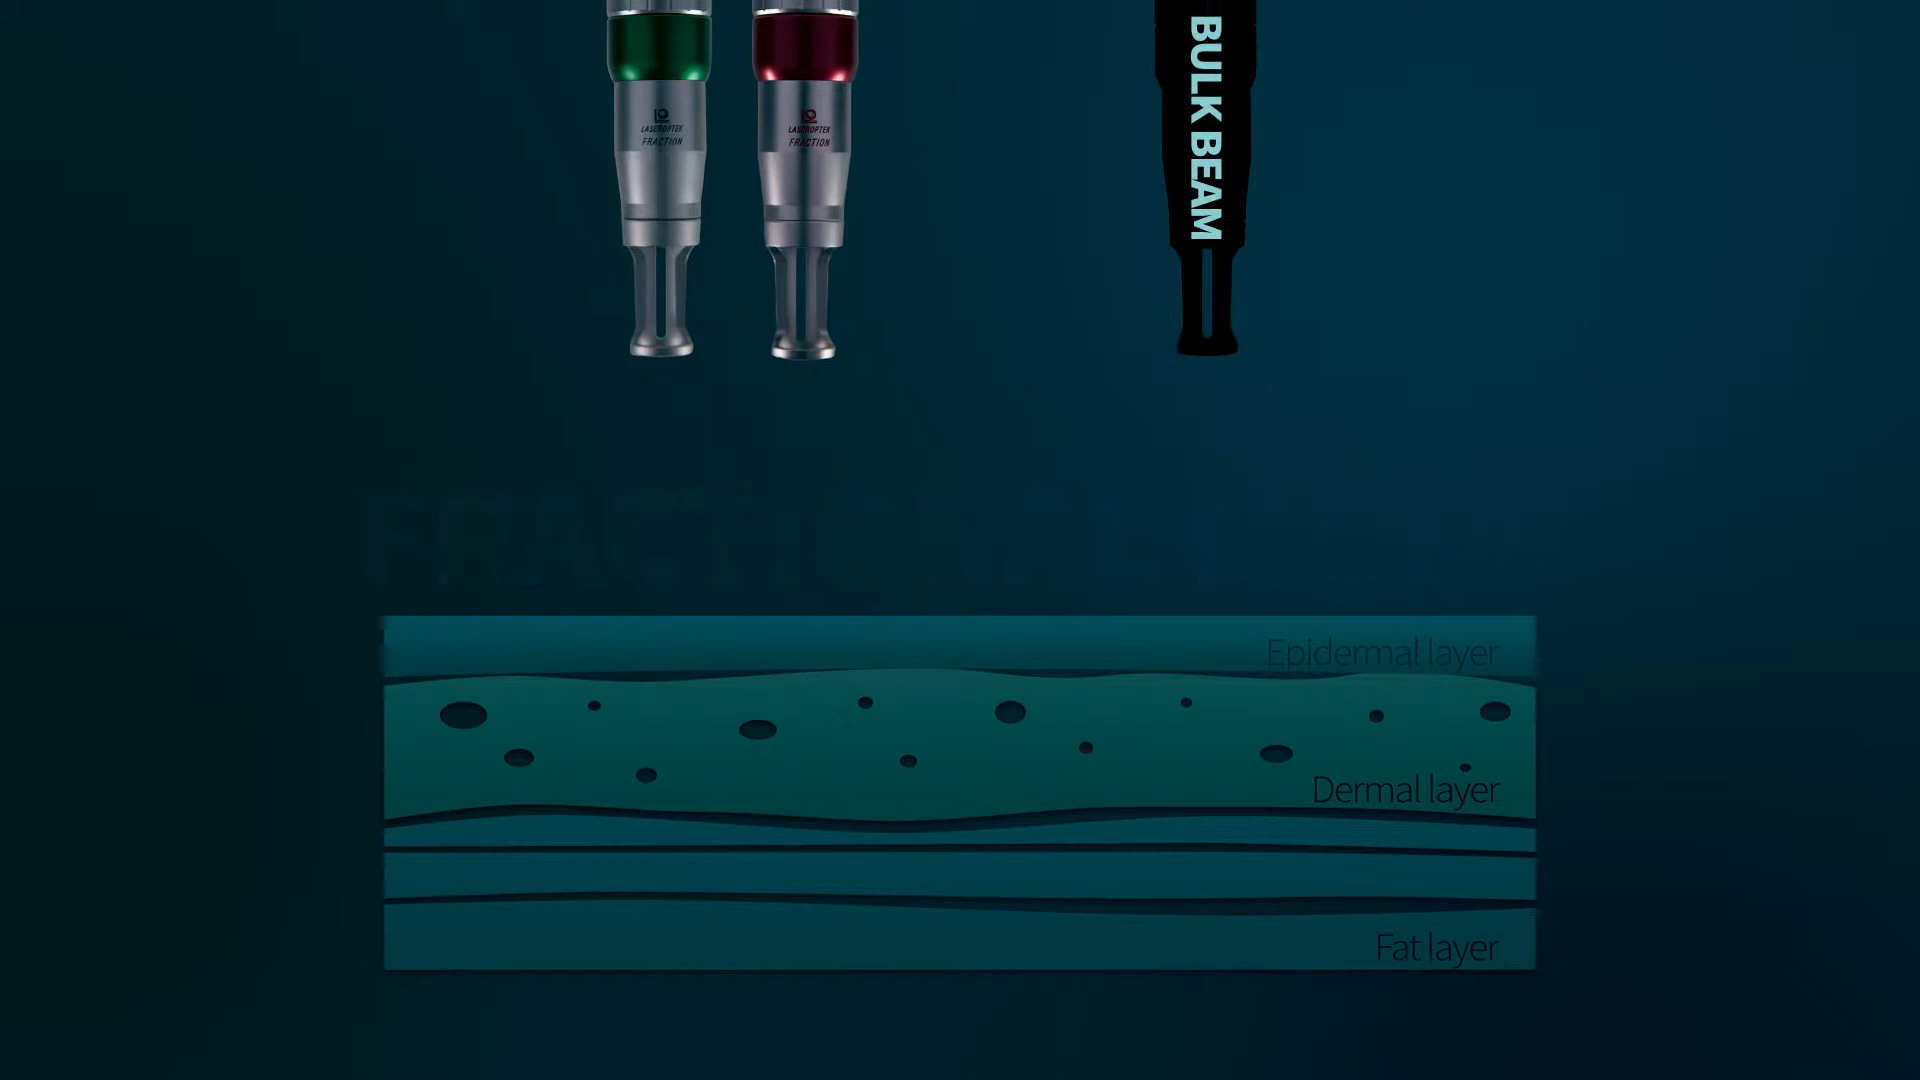 LASEROPTEK
FRACTION
LASEROPTEK
FRACTION
BULK BEAM
Epidermal layer
Dermal layer
Fat layer